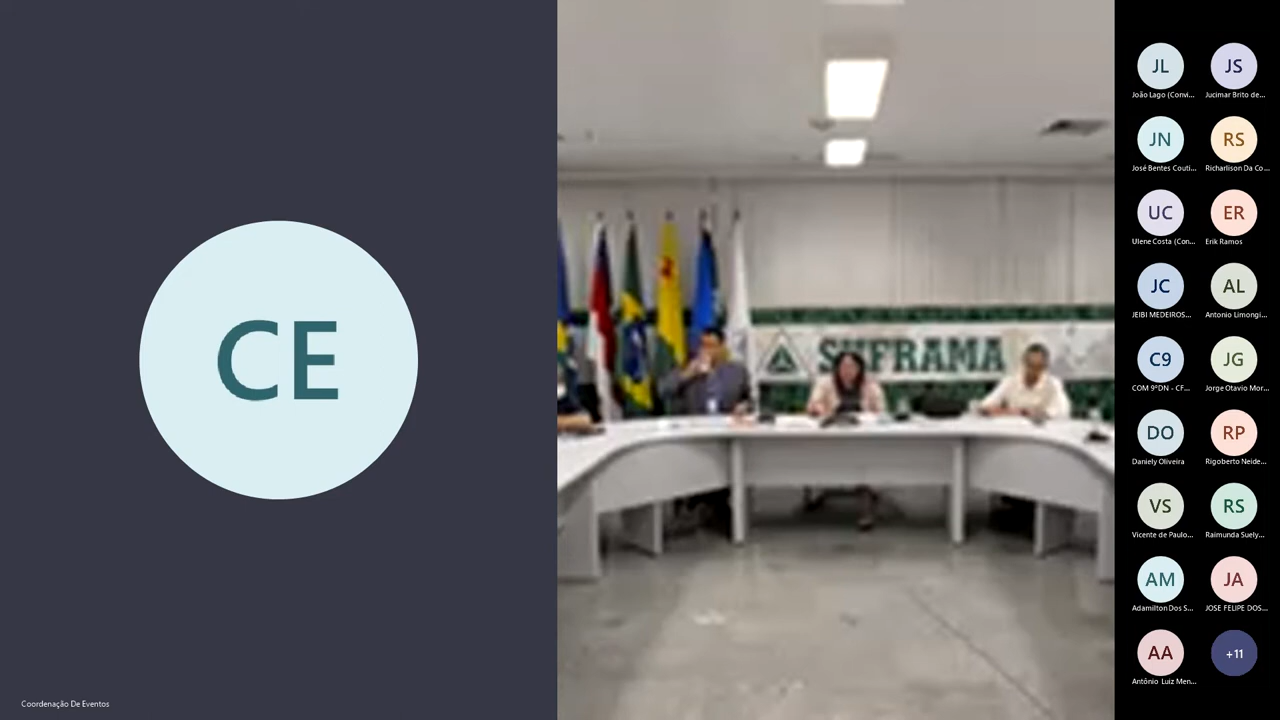 CE
Coordenação De Eventos
SUFRAMA
JL
João Lago (Convi...
JS
Jucimar Brito de...
JN
José Bentes Couti...
RS
Richarlison Da Co...
UC
Ulene Costa (Con...
ER
Erik Ramos
JC
JEIBI MEDEIROS...
AL
Antonio Limongi...
C9
COM 9°DN - CF...
JG
Jorge Otavio Mor...
DO
Daniely Oliveira
RP
Rigoberto Neide...
VS
Vicente de Paulo...
RS
Raimunda Suely...
AM
Adamilton Dos S...
JA
JOSE FELIPE DOS...
AA
Antônio Luiz Men...
+11